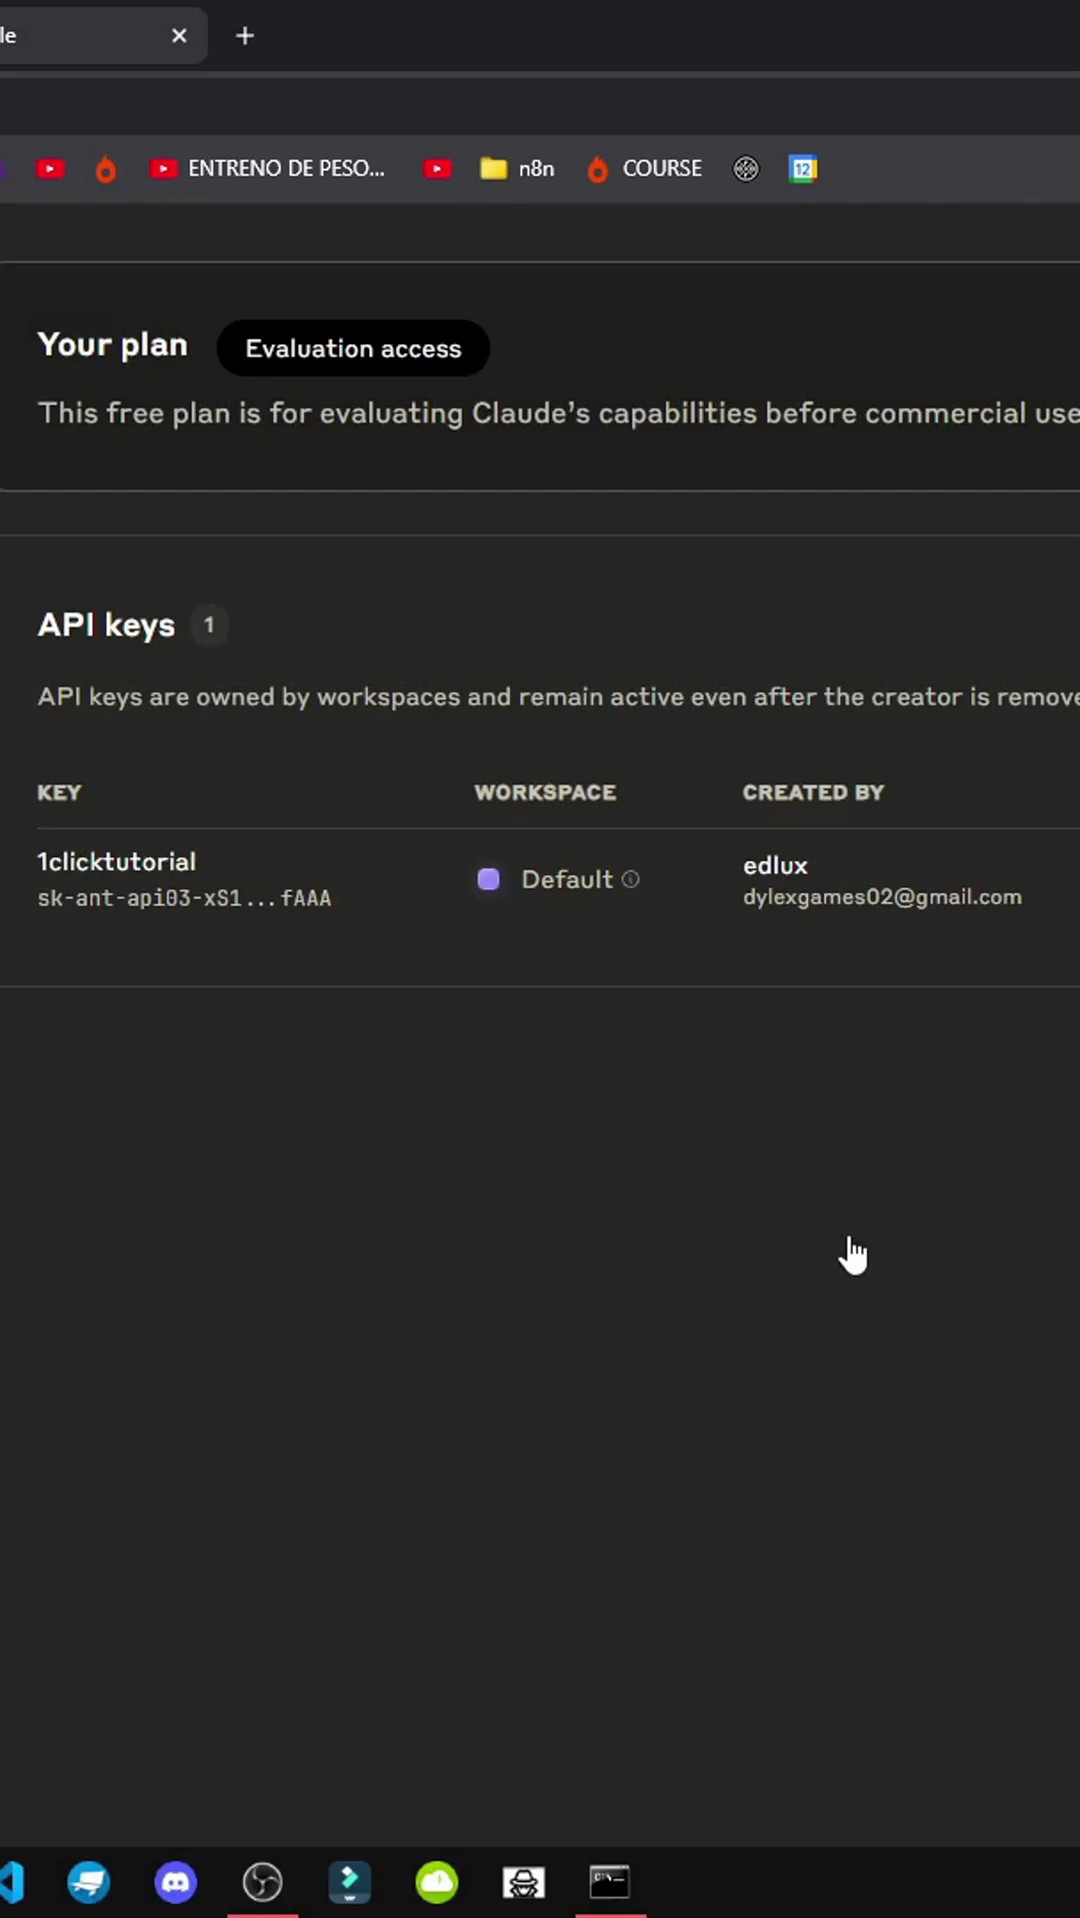 le
ENTRENO DE PESO...
n8n
COURSE
12
Your plan
Evaluation access
This free plan is for evaluating Claude's capabilities before commercial use
API keys 1
API keys are owned by workspaces and remain active even after the creator is remove
KEY WORKSPACE CREATED BY
1clicktutorial
sk-ant-api03-xS1...fAAA
Default
edlux
dylexgames02@gmail.com